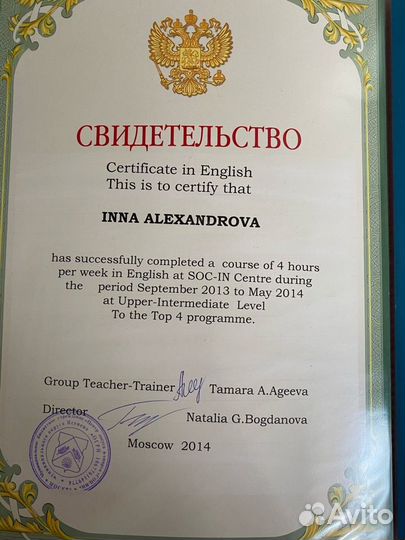 СВИДЕТЕЛЬСТВО
Certificate in English
This is to certify that
INNA ALEXANDROVA
has successfully completed a course of 4 hours
per week in English at SOC-IN Centre during
the period September 2013 to May 2014
at Upper-Intermediate Level
To the Top 4 programme.
Group Teacher-Trainer Tamara A.Ageeva
Director Natalia G.Bogdanova
Moscow 2014
Avito